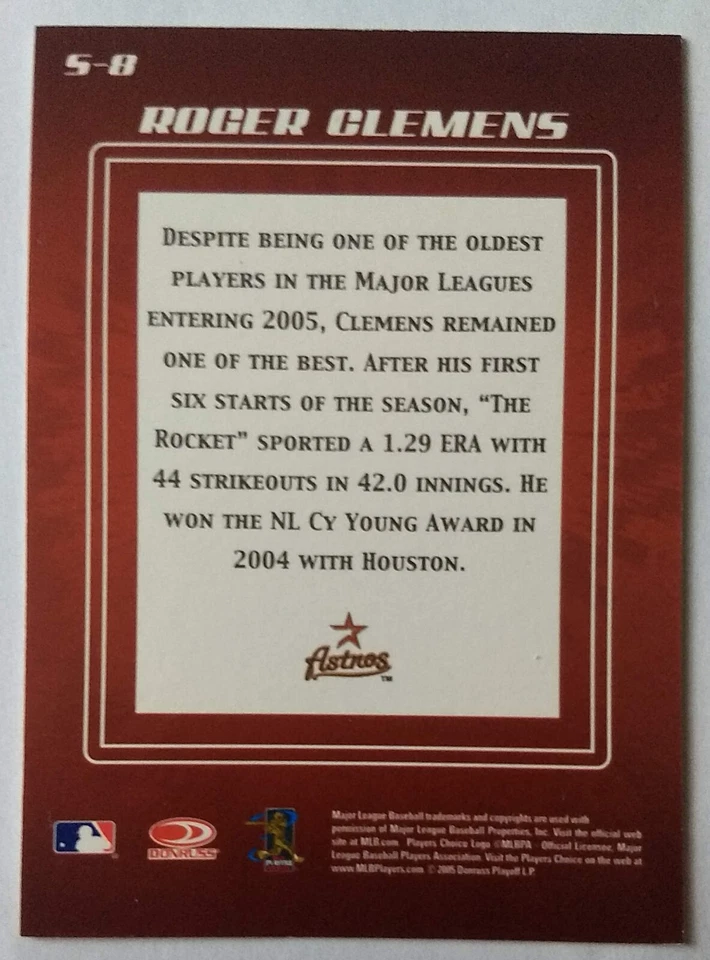 S-8
ROGER CLEMENS
DESPITE BEING ONE OF THE OLDEST
PLAYERS IN THE MAJOR LEAGUES
ENTERING 2005, CLEMENS REMAINED
ONE OF THE BEST. AFTER HIS FIRST
SIX STARTS OF THE SEASON, “THE
ROCKET” SPORTED A 1.29 ERA WITH
44 STRIKEOUTS IN 42.0 INNINGS. HE
WON THE NL CY YOUNG AWARD IN
2004 WITH HOUSTON.
Astros™
DONRUSS
PLAYERS
Major League Baseball trademarks and copyrights are used with
permission of Major League Baseball Properties, Inc. Visit the official web
site at MLB.com Players Choice Logo ©MLBPA - Official Licensee, Major
League Baseball Players Association. Visit the Players Choice on the web at
www.MLBPlayers.com © 2005 Donruss Playoff L.P.